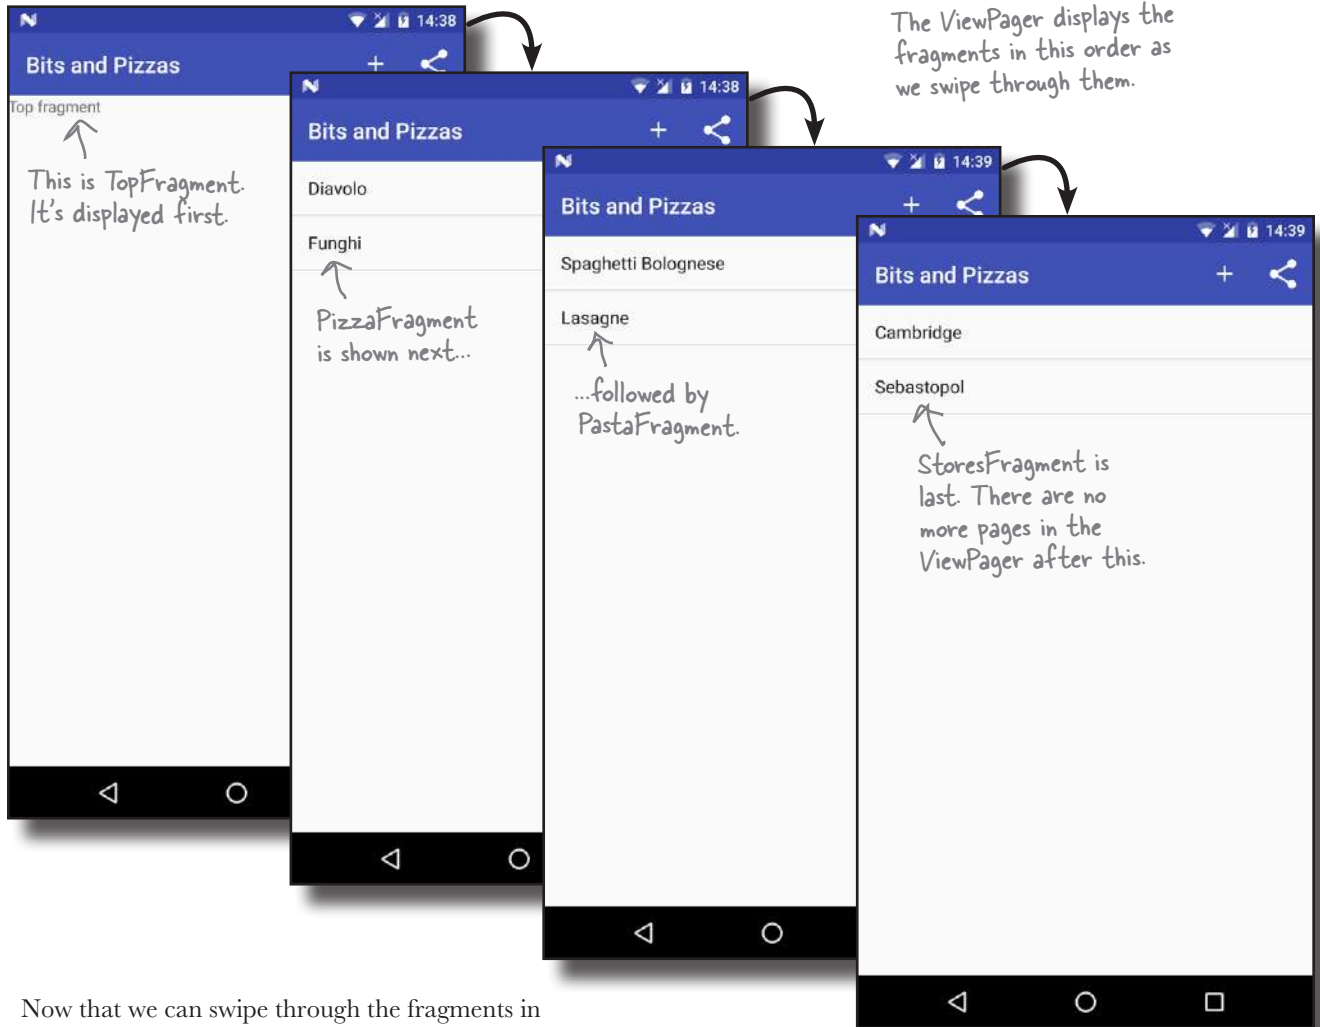 The ViewPager displays the
fragments in this order as
we swipe through them.
14:38
Bits and Pizzas
Top fragment
This is TopFragment.
It's displayed first.
14:38
Bits and Pizzas
Diavolo
Funghi
PizzaFragment
is shown next...
14:39
Bits and Pizzas
Spaghetti Bolognese
Lasagne
...followed by
PastaFragment.
14:39
Bits and Pizzas
Cambridge
Sebastopol
StoresFragment is
last. There are no
more pages in the
ViewPager after this.
Now that we can swipe through the fragments in